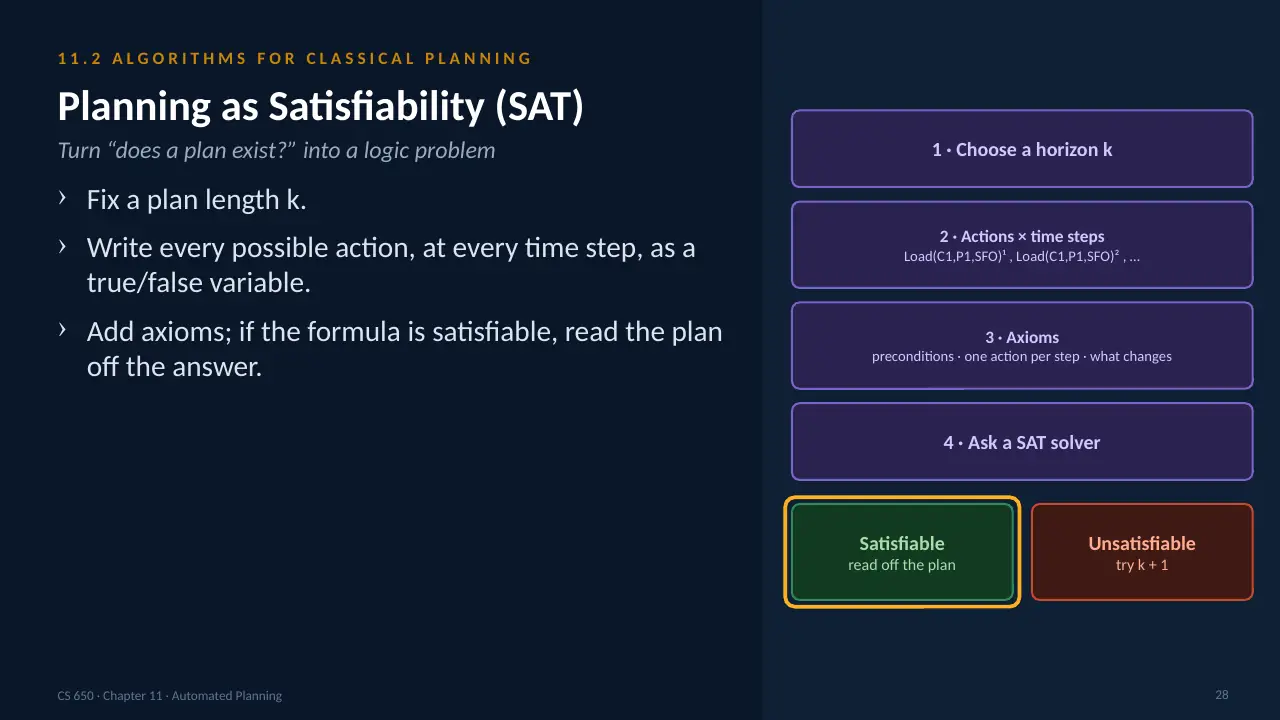 11.2 ALGORITHMS FOR CLASSICAL PLANNING
Planning as Satisfiability (SAT)
Turn “does a plan exist?” into a logic problem
› Fix a plan length k.
› Write every possible action, at every time step, as a
true/false variable.
› Add axioms; if the formula is satisfiable, read the plan
off the answer.
1 · Choose a horizon k
2 · Actions × time steps
Load(C1,P1,SFO)¹ , Load(C1,P1,SFO)² , …
3 · Axioms
preconditions · one action per step · what changes
4 · Ask a SAT solver
Satisfiable
read off the plan
Unsatisfiable
try k + 1
CS 650 · Chapter 11 · Automated Planning
28